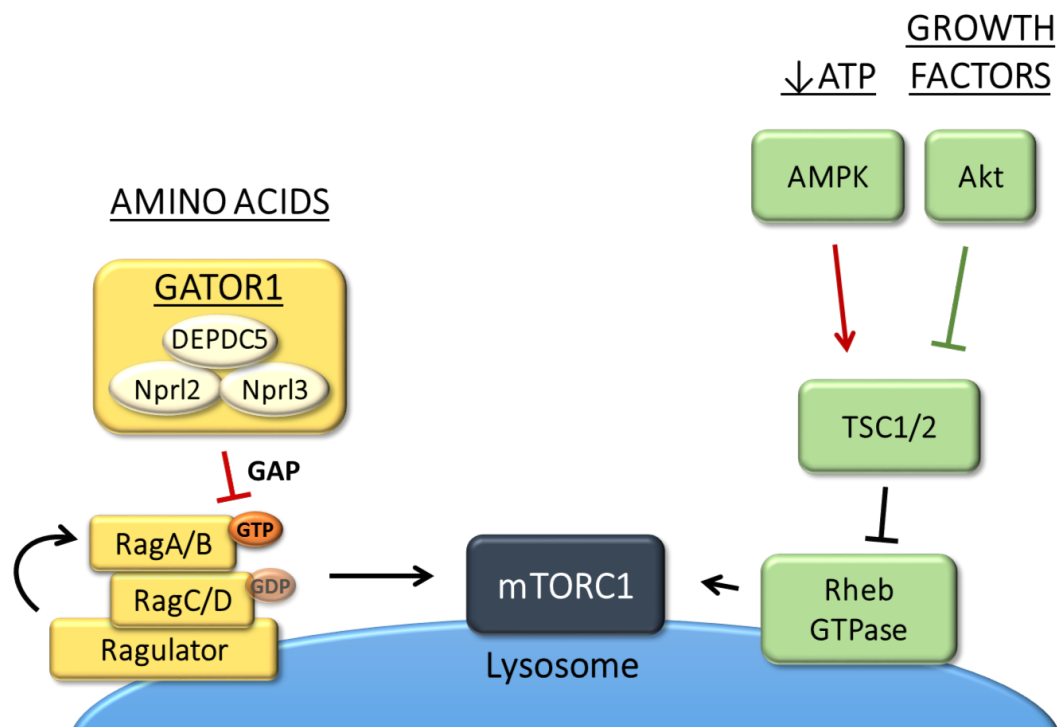 AMINO ACIDS
GATOR1
DEPDC5
Nprl2
Nprl3
GAP
RagA/B
GTP
RagC/D
GDP
Ragulator
mTORC1
Lysosome
↓ATP
GROWTH
FACTORS
AMPK
Akt
TSC1/2
Rheb
GTPase